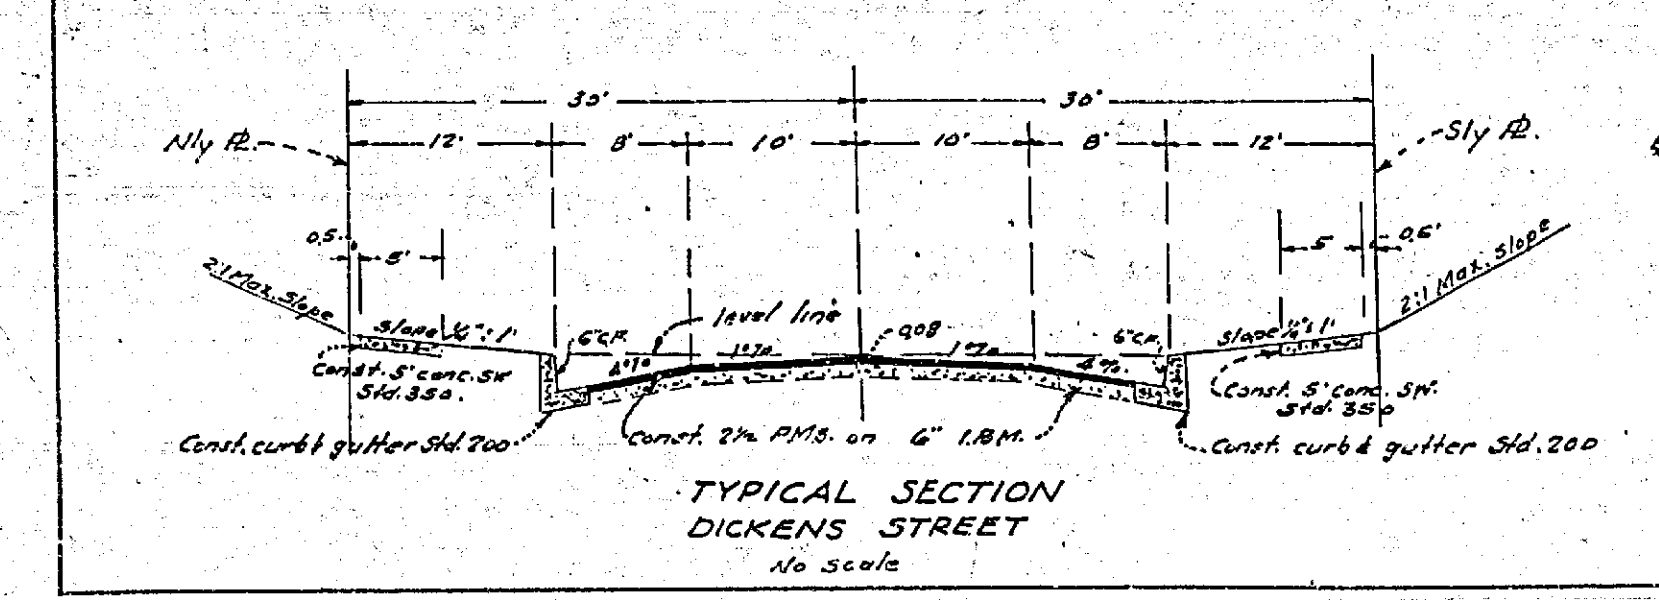 30' 30'
Nly PL. 12' 8' 10' 10' 8' 12' Sly PL.
0.5' 5' 5' 0.5'
2:1 Max. Slope 2:1 Max. Slope
Slope ¼":1' 6" C.F. level line 0.08 6" C.F. Slope ¼":1'
4% 1% 1% 4%
Const. 5' conc. SW. Const. 5' conc. SW.
Std. 350. Std. 350
Const. curb & gutter Std. 200 Const. 2½ PMS. on 6" I.B.M. Const. curb & gutter Std. 200
TYPICAL SECTION
DICKENS STREET
No scale